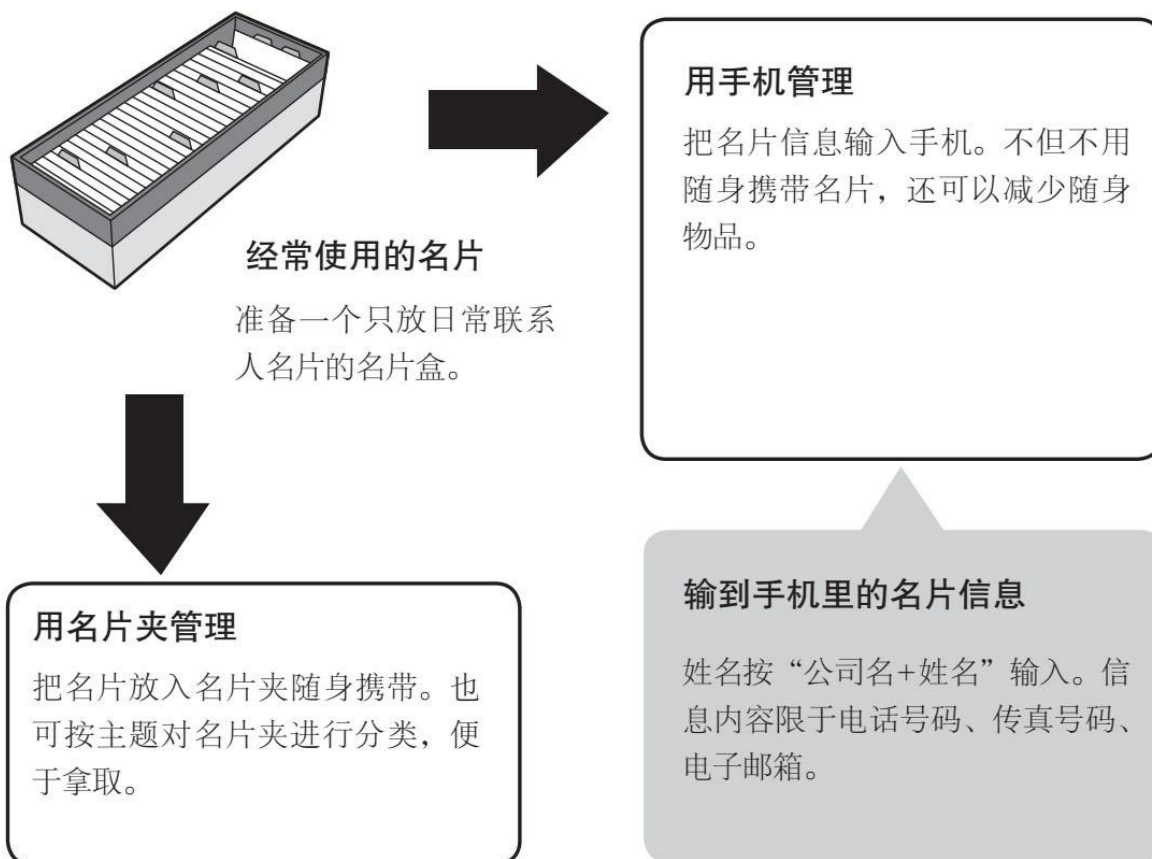 经常使用的名片
准备一个只放日常联系
人名片的名片盒。
用手机管理
把名片信息输入手机。不但不用
随身携带名片，还可以减少随身
物品。
用名片夹管理
把名片放入名片夹随身携带。也
可按主题对名片夹进行分类，便
于拿取。
输到手机里的名片信息
姓名按“公司名+姓名”输入。信
息内容限于电话号码、传真号码、
电子邮箱。